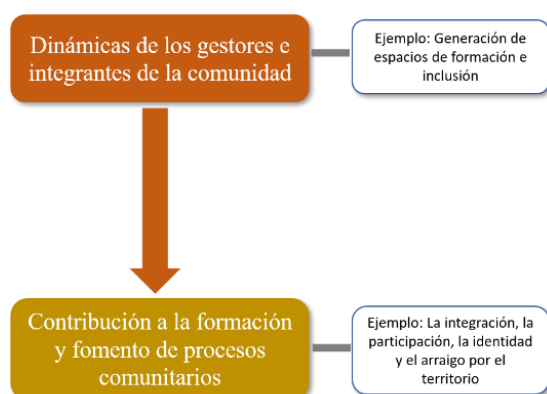 Dinámicas de los gestores e
integrantes de la comunidad
Ejemplo: Generación de
espacios de formación e
inclusión
Contribución a la formación
y fomento de procesos
comunitarios
Ejemplo: La integración, la
participación, la identidad
y el arraigo por el
territorio